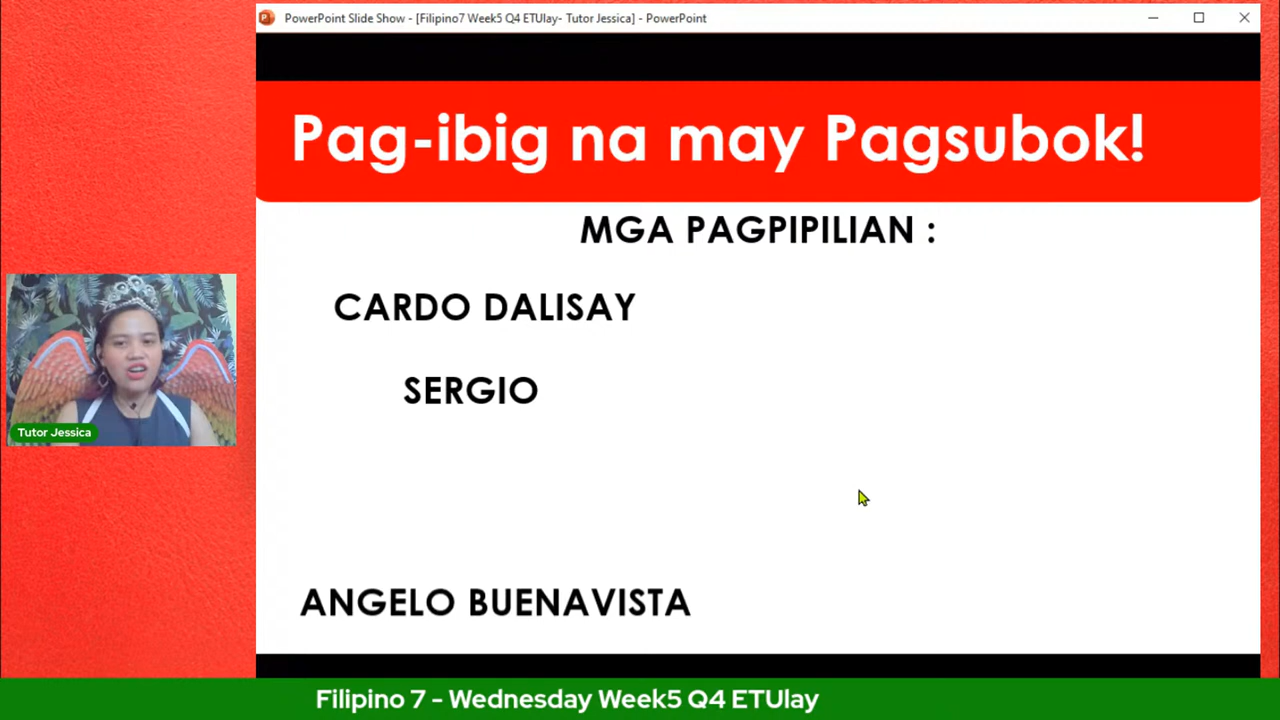 PowerPoint Slide Show - [Filipino7 Week5 Q4 ETUlay- Tutor Jessica] - PowerPoint
Pag-ibig na may Pagsubok!
MGA PAGPIPILIAN :
CARDO DALISAY
SERGIO
ANGELO BUENAVISTA
Tutor Jessica
Filipino 7 - Wednesday Week5 Q4 ETUlay